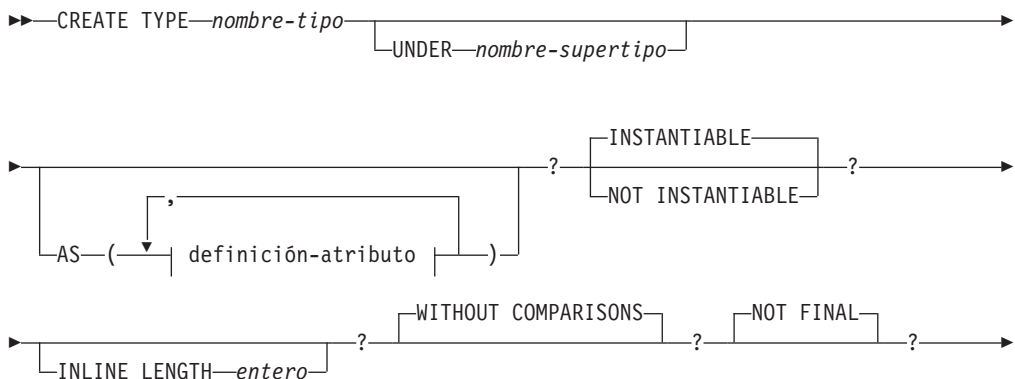 CREATE TYPE nombre-tipo
UNDER nombre-supertipo
INSTANTIABLE
? ?
NOT INSTANTIABLE
,
AS ( definición-atributo )
WITHOUT COMPARISONS NOT FINAL
? ? ?
INLINE LENGTH entero